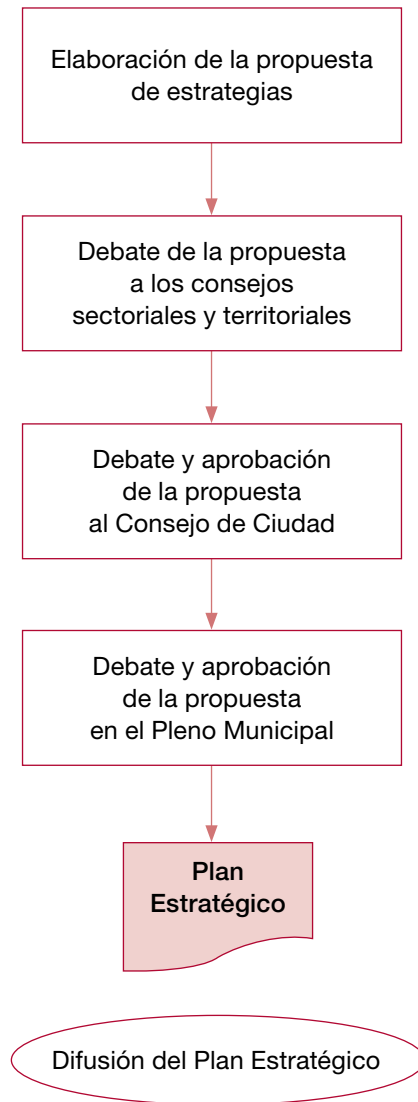 Elaboración de la propuesta
de estrategias
Debate de la propuesta
a los consejos
sectoriales y territoriales
Debate y aprobación
de la propuesta
al Consejo de Ciudad
Debate y aprobación
de la propuesta
en el Pleno Municipal
Plan
Estratégico
Difusión del Plan Estratégico